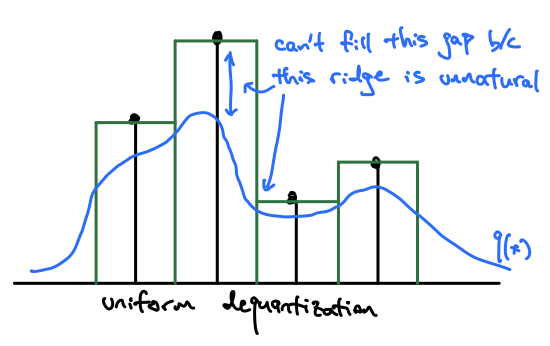 can't fill this gap b/c
this ridge is unnatural
q(x)
uniform dequantization